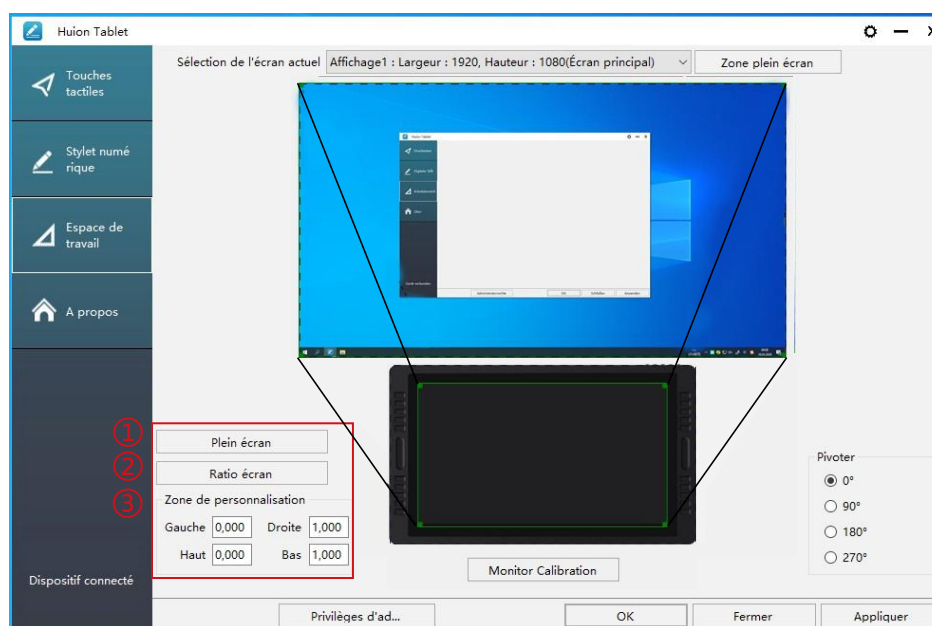 Huion Tablet
Touches
tactiles
Stylet numé
rique
Espace de
travail
A propos
Dispositif connecté
Sélection de l'écran actuel
Affichage1 : Largeur : 1920, Hauteur : 1080(Écran principal)
Zone plein écran
Huion Tablet
①
Plein écran
②
Ratio écran
③
Zone de personnalisation
Gauche 0,000 Droite 1,000
Haut 0,000 Bas 1,000
Monitor Calibration
Pivoter
0°
90°
180°
270°
Privilèges d'ad...
OK
Fermer
Appliquer